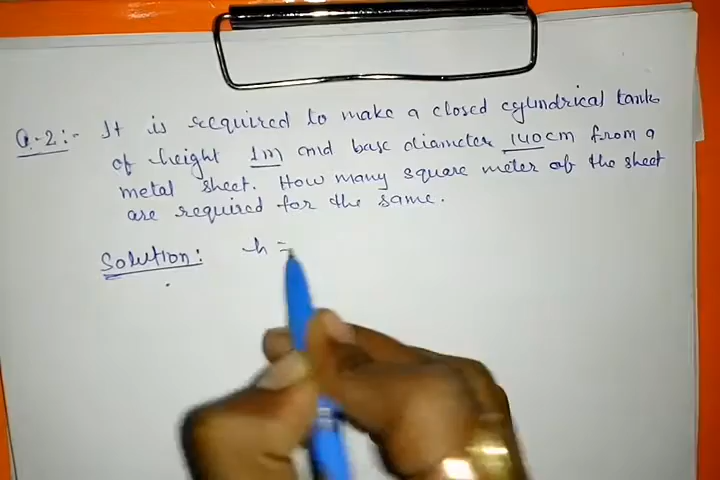 Q.-2:- It is required to make a closed cylindrical tank
of height 1m and base diameter 140cm from a
metal sheet. How many square meter of the sheet
are required for the same.
Solution: h =